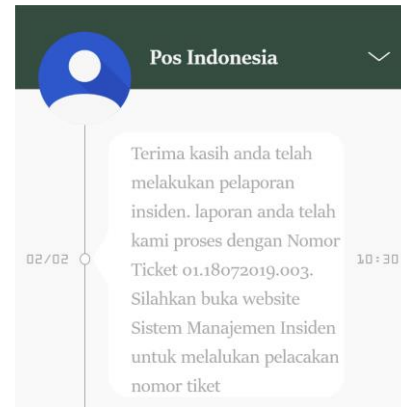 Pos Indonesia
Terima kasih anda telah
melakukan pelaporan
insiden. laporan anda telah
kami proses dengan Nomor
02/02
10:30
Ticket 01.18072019.003.
Silahkan buka website
Sistem Manajemen Insiden
untuk melalukan pelacakan
nomor tiket